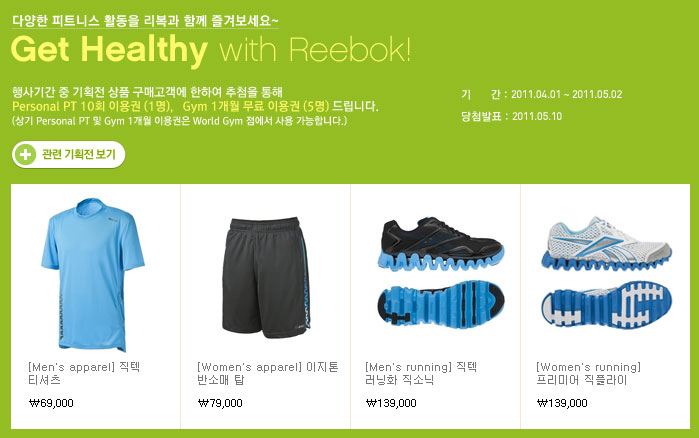 다양한 피트니스 활동을 리복과 함께 즐겨보세요~
Get Healthy with Reebok!
행사기간 중 기획전 상품 구매고객에 한하여 추첨을 통해
Personal PT 10회 이용권 (1명), Gym 1개월 무료 이용권 (5명) 드립니다.
(상기 Personal PT 및 Gym 1개월 이용권은 World Gym 점에서 사용 가능합니다.)
기 간 : 2011.04.01 ~ 2011.05.02
당첨발표 : 2011.05.10
관련 기획전 보기
[Men's apparel] 직텍
티셔츠
₩69,000
[Women's apparel] 이지톤
반소매 탑
₩79,000
[Men's running] 직텍
러닝화 직소닉
₩139,000
[Women's running]
프리미어 직플라이
₩139,000